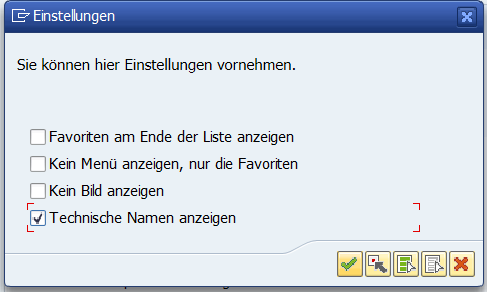 Einstellungen
Sie können hier Einstellungen vornehmen.
Favoriten am Ende der Liste anzeigen
Kein Menü anzeigen, nur die Favoriten
Kein Bild anzeigen
Technische Namen anzeigen